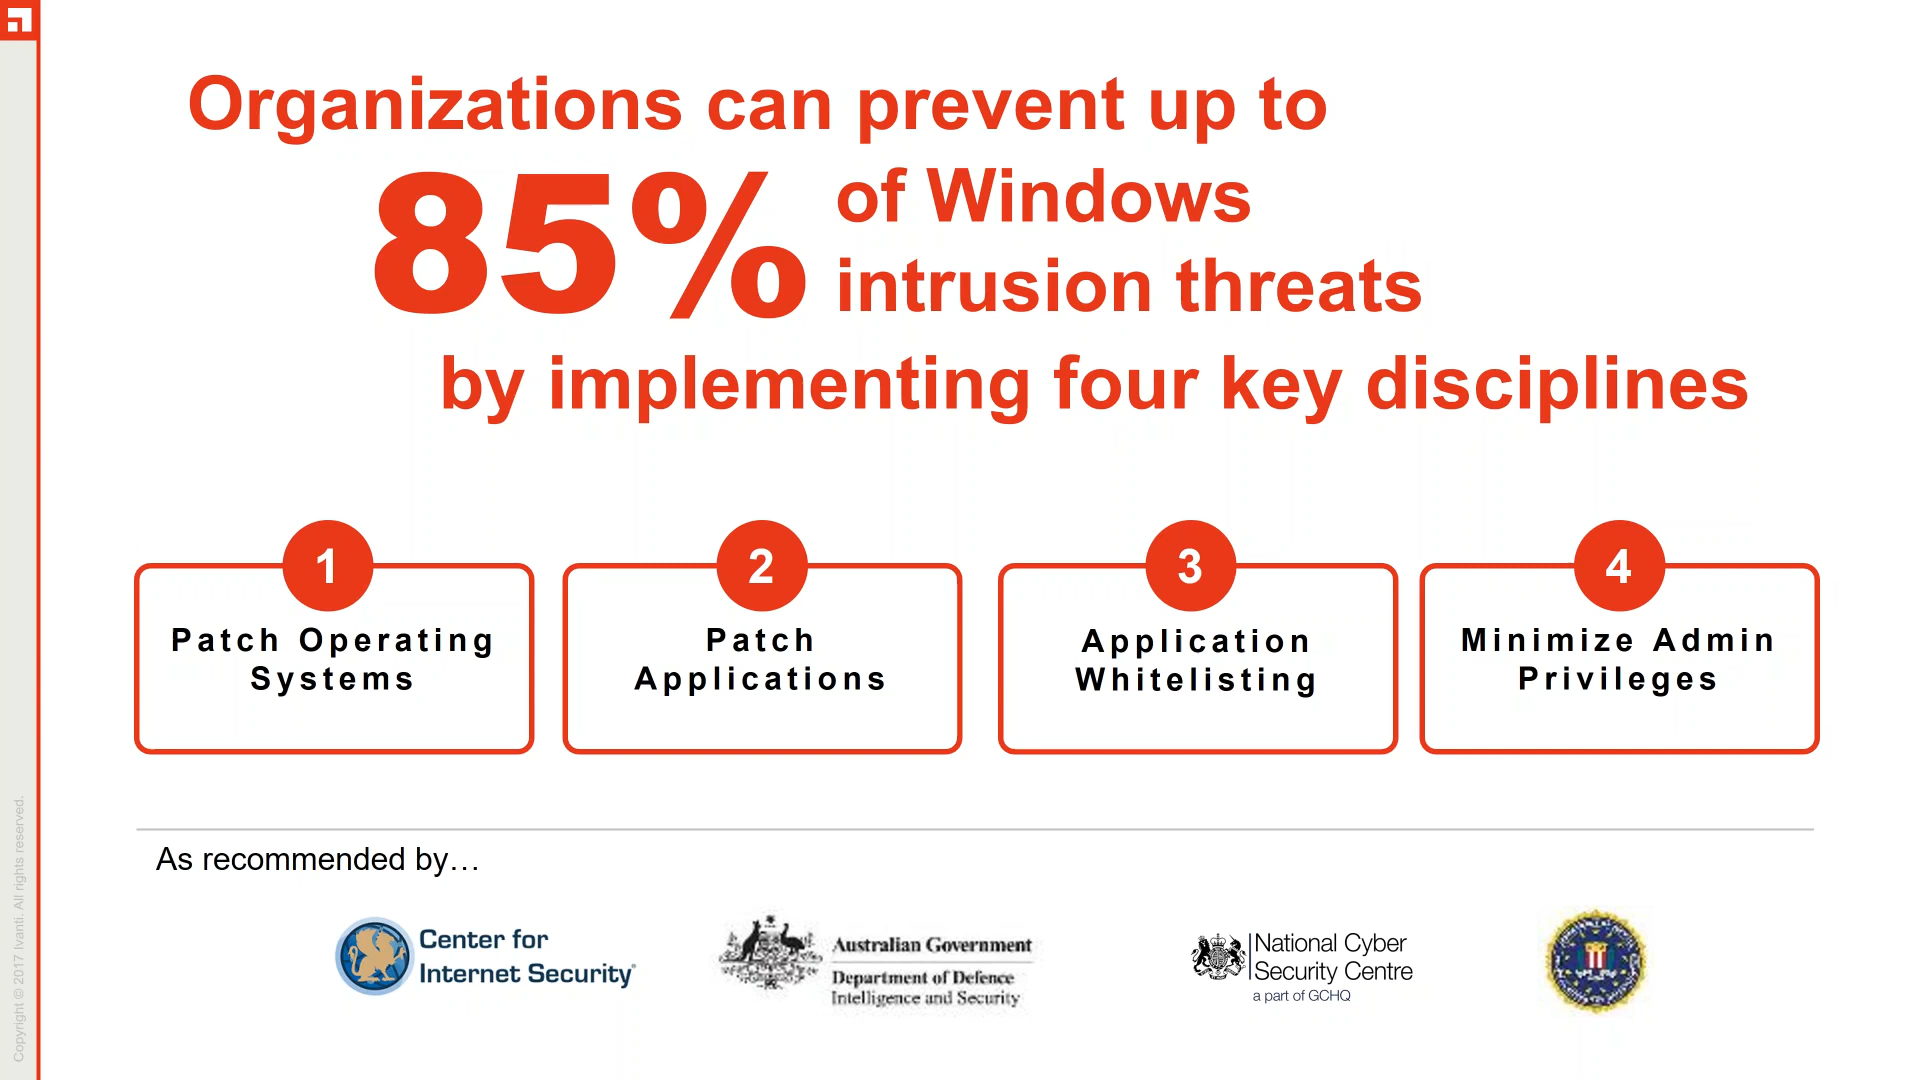 Organizations can prevent up to
85%
of Windows
intrusion threats
by implementing four key disciplines
1
Patch Operating
Systems
2
Patch
Applications
3
Application
Whitelisting
4
Minimize Admin
Privileges
As recommended by…
Center for
Internet Security®
Australian Government
Department of Defence
Intelligence and Security
National Cyber
Security Centre
a part of GCHQ
Copyright © 2017 Ivanti. All rights reserved.